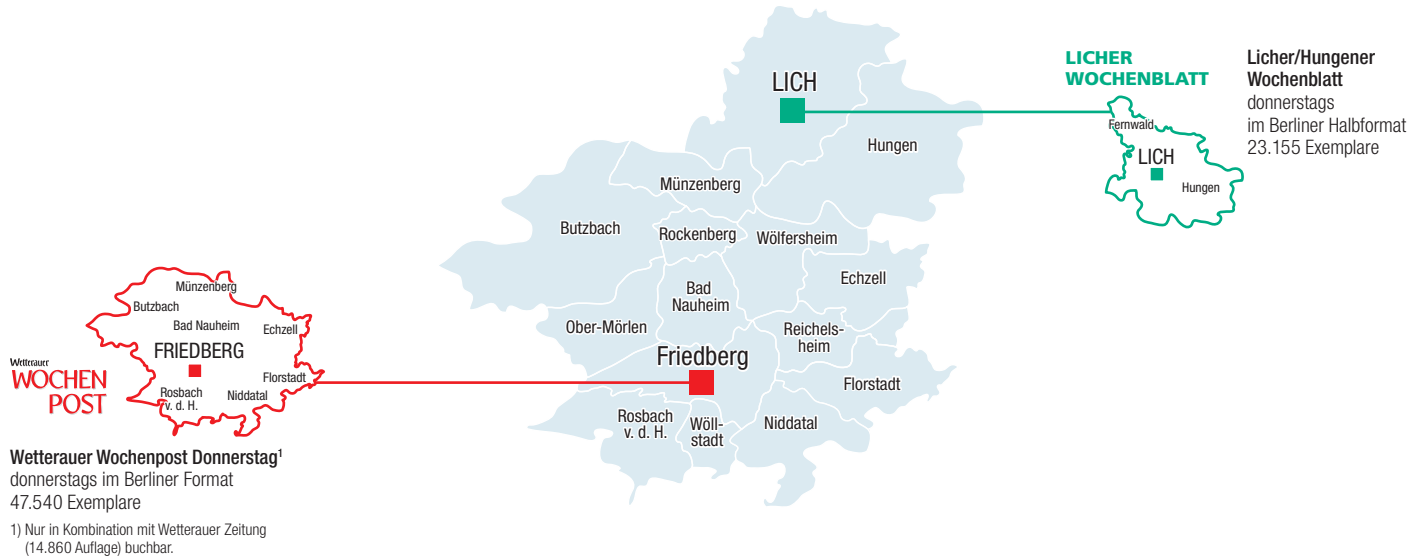 LICH
Hungen
Münzenberg
Butzbach
Rockenberg
Wölfersheim
Echzell
Bad
Nauheim
Ober-Mörlen
Reichels-
heim
Friedberg
Florstadt
Rosbach
v. d. H.
Wöll-
stadt
Niddatal
LICHER
WOCHENBLATT
Fernwald
LICH
Hungen
Licher/Hungener
Wochenblatt
donnerstags
im Berliner Halbformat
23.155 Exemplare
Münzenberg
Butzbach
Bad Nauheim
Echzell
FRIEDBERG
Florstadt
Rosbach
v. d. H.
Niddatal
Wetterauer
WOCHEN
POST
Wetterauer Wochenpost Donnerstag¹
donnerstags im Berliner Format
47.540 Exemplare
1) Nur in Kombination mit Wetterauer Zeitung
(14.860 Auflage) buchbar.